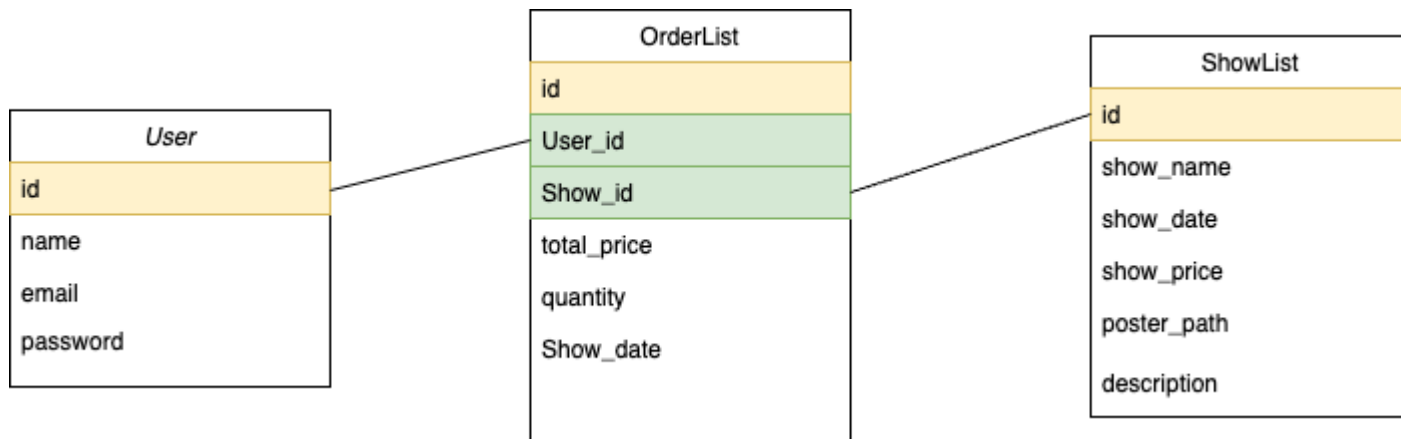 User
id
name
email
password
OrderList
id
User_id
Show_id
total_price
quantity
Show_date
ShowList
id
show_name
show_date
show_price
poster_path
description